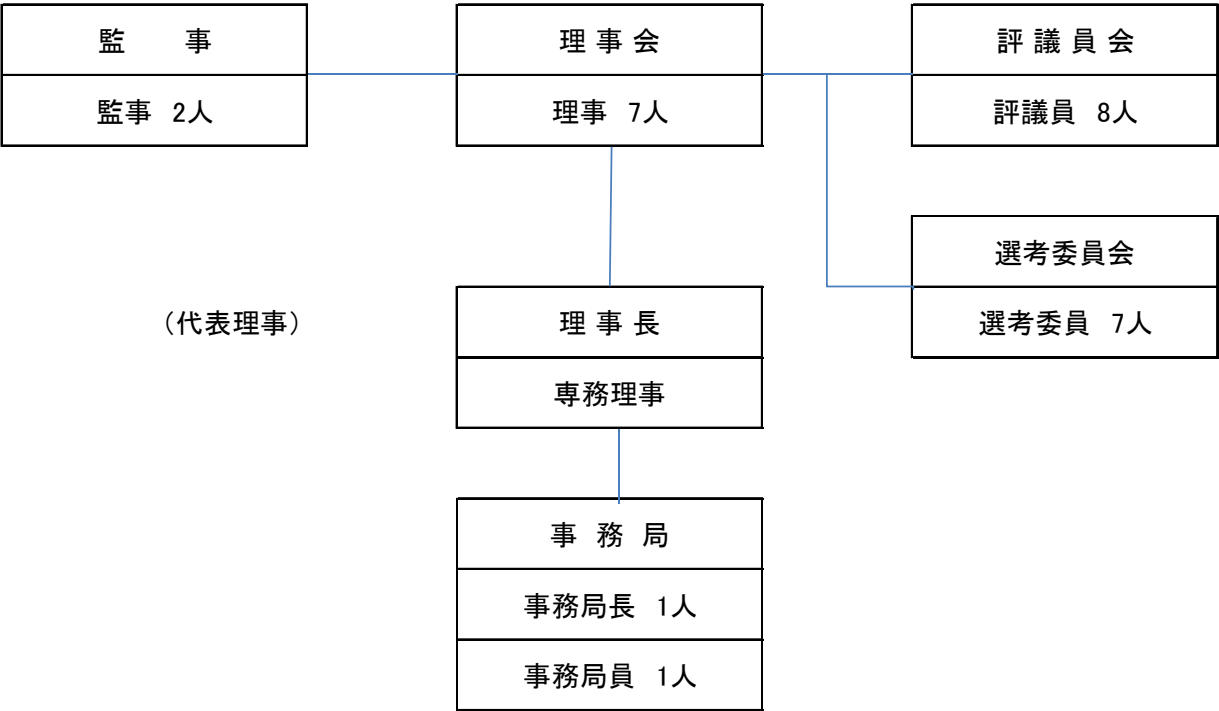 監　事
監事 2人
理 事 会
理事 7人
評 議 員 会
評議員 8人
選考委員会
選考委員 7人
（代表理事）
理 事 長
専務理事
事 務 局
事務局長 1人
事務局員 1人